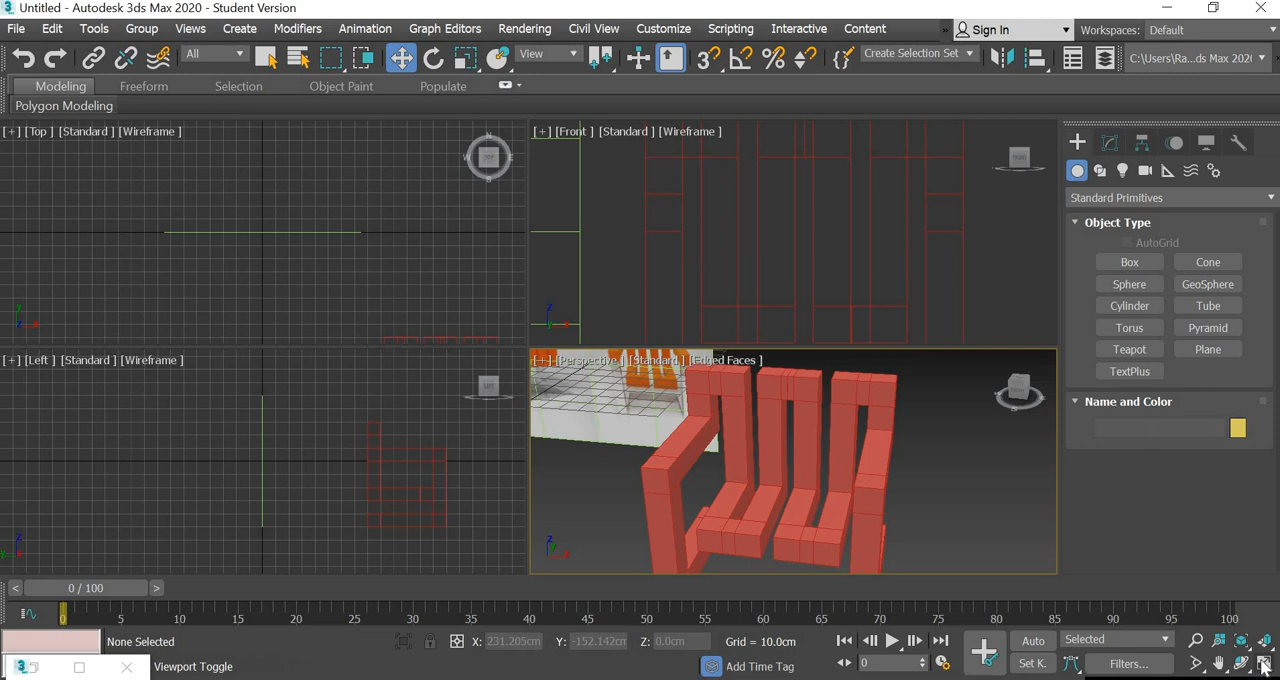 Untitled - Autodesk 3ds Max 2020 - Student Version
File Edit Tools Group Views Create Modifiers Animation Graph Editors Rendering Civil View Customize Scripting Interactive Content » Sign In Workspaces: Default
All View Create Selection Set C:\Users\Ra...ds Max 202(
Modeling Freeform Selection Object Paint Populate
Polygon Modeling
[+] [Top ] [Standard ] [Wireframe ]
[+] [Front ] [Standard ] [Wireframe ]
Standard Primitives
Object Type
AutoGrid
Box Cone
Sphere GeoSphere
Cylinder Tube
Torus Pyramid
Teapot Plane
TextPlus
[+] [Left ] [Standard ] [Wireframe ]
[+] [Perspective ] [Standard ] [Edged Faces ]
Name and Color
< 0 / 100 >
0 5 10 15 20 25 30 35 40 45 50 55 60 65 70 75 80 85 90 95 100
None Selected X: 231.205cm Y: -152.142cm Z: 0.0cm Grid = 10.0cm Auto Selected
Viewport Toggle Add Time Tag 0 Set K. Filters...